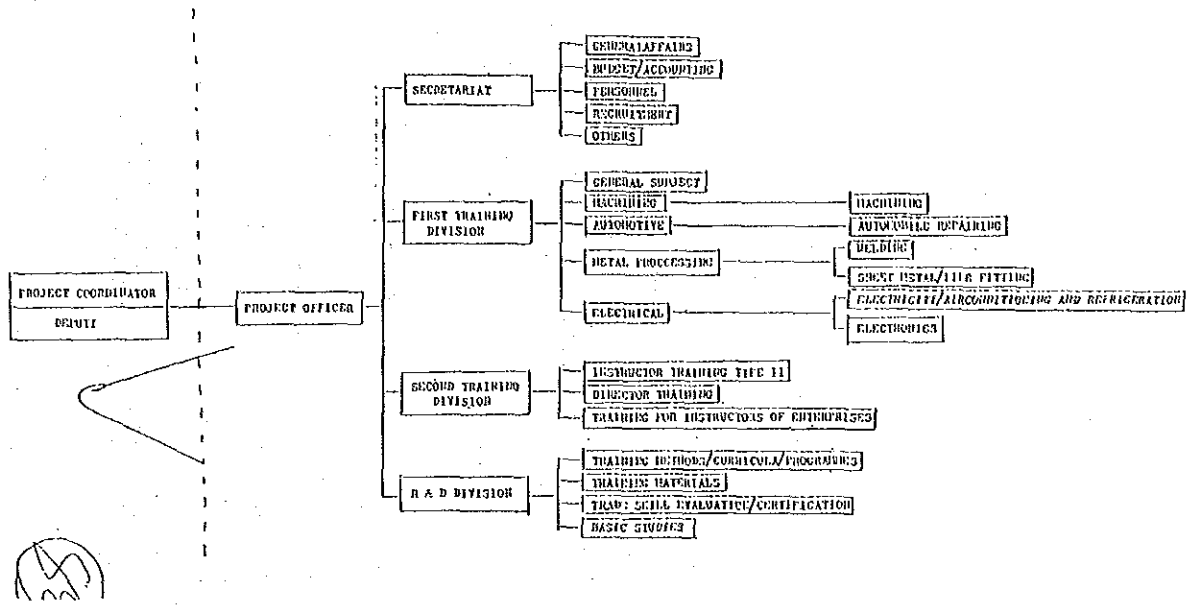 PROJECT COORDINATOR
DEPUTY
PROJECT OFFICER
SECRETARIAT
GENERAL AFFAIRS
BUDGET/ACCOUNTING
PERSONNEL
RECRUITMENT
OTHERS
FIRST TRAINING
DIVISION
GENERAL SUBJECT
MACHINING
MACHINING
AUTOMOTIVE
AUTOMOBILE REPAIRING
METAL PROCCESSING
WELDING
SHEET METAL/ FITTING
ELECTRICAL
ELECTRICITY/AIRCONDITIONING AND REFRIGERATION
ELECTRONICS
SECOND TRAINING
DIVISION
INSTRUCTOR TRAINING TYPE II
DIRECTOR TRAINING
TRAINING FOR INSTRUCTORS OF ENTERPRISES
R & D DIVISION
TRAINING METHODS/CURRICULA/PROGRAMMES
TRAINING MATERIALS
SKILL EVALUATION/CERTIFICATION
BASIC STUDIES